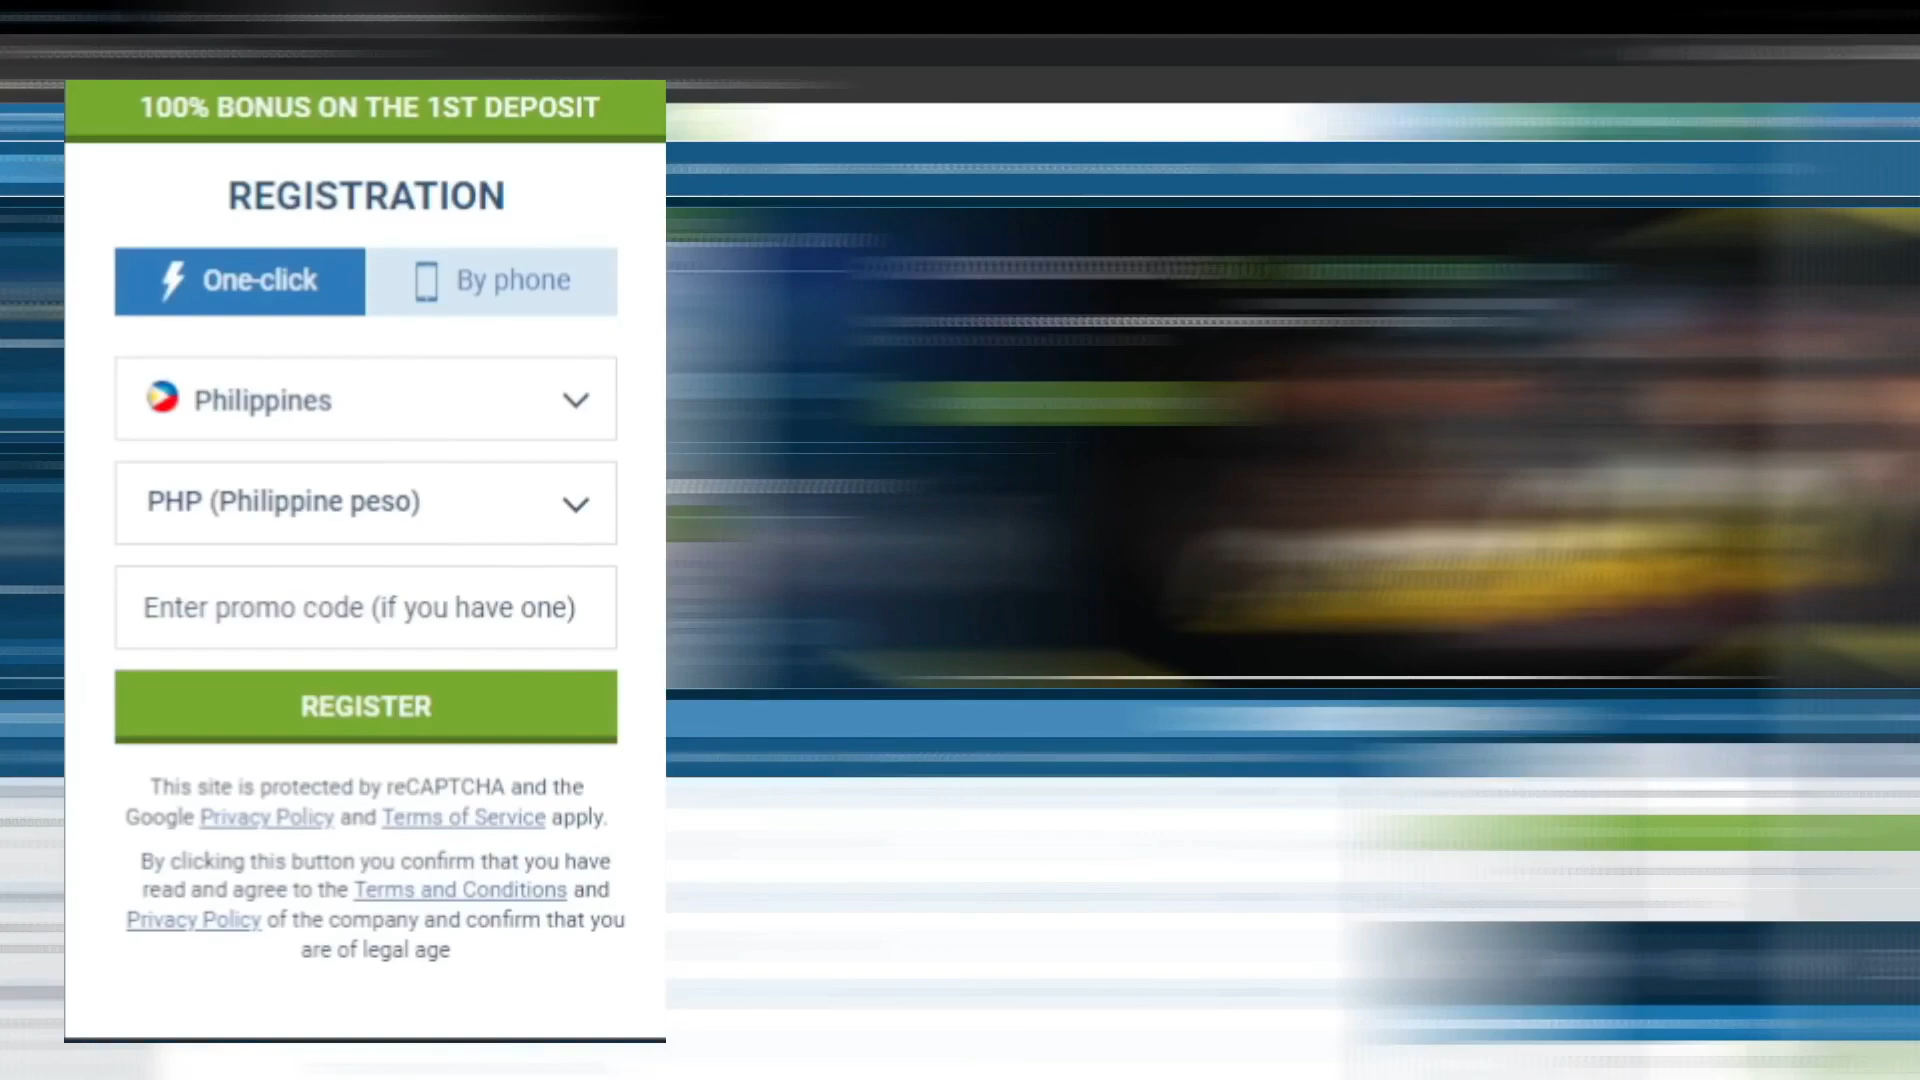 100% BONUS ON THE 1ST DEPOSIT
REGISTRATION
One-click
By phone
Philippines
PHP (Philippine peso)
Enter promo code (if you have one)
REGISTER
This site is protected by reCAPTCHA and the
Google Privacy Policy and Terms of Service apply.
By clicking this button you confirm that you have
read and agree to the Terms and Conditions and
Privacy Policy of the company and confirm that you
are of legal age